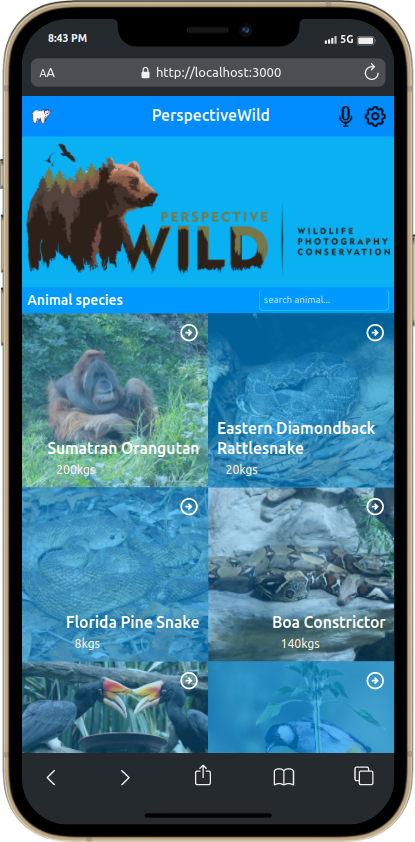 8:43 PM
5G
AA
http://localhost:3000
PerspectiveWild
PERSPECTIVE
WILD
WILDLIFE
PHOTOGRAPHY
CONSERVATION
Animal species
search animal...
Sumatran Orangutan
200kgs
Eastern Diamondback
Rattlesnake
20kgs
Florida Pine Snake
8kgs
Boa Constrictor
140kgs